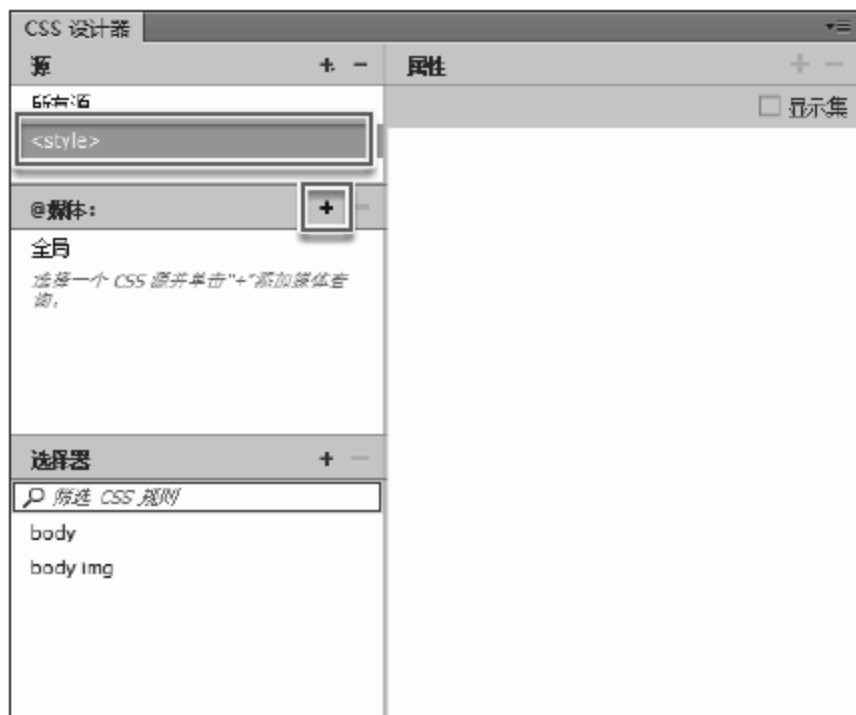 CSS 设计器
源
+ -
属性
+ -
所有源
显示集
<style>
@媒体：
+ -
全局
选择一个 CSS 源并单击"+"添加媒体查
询。
选择器
+ -
筛选 CSS 规则
body
body img